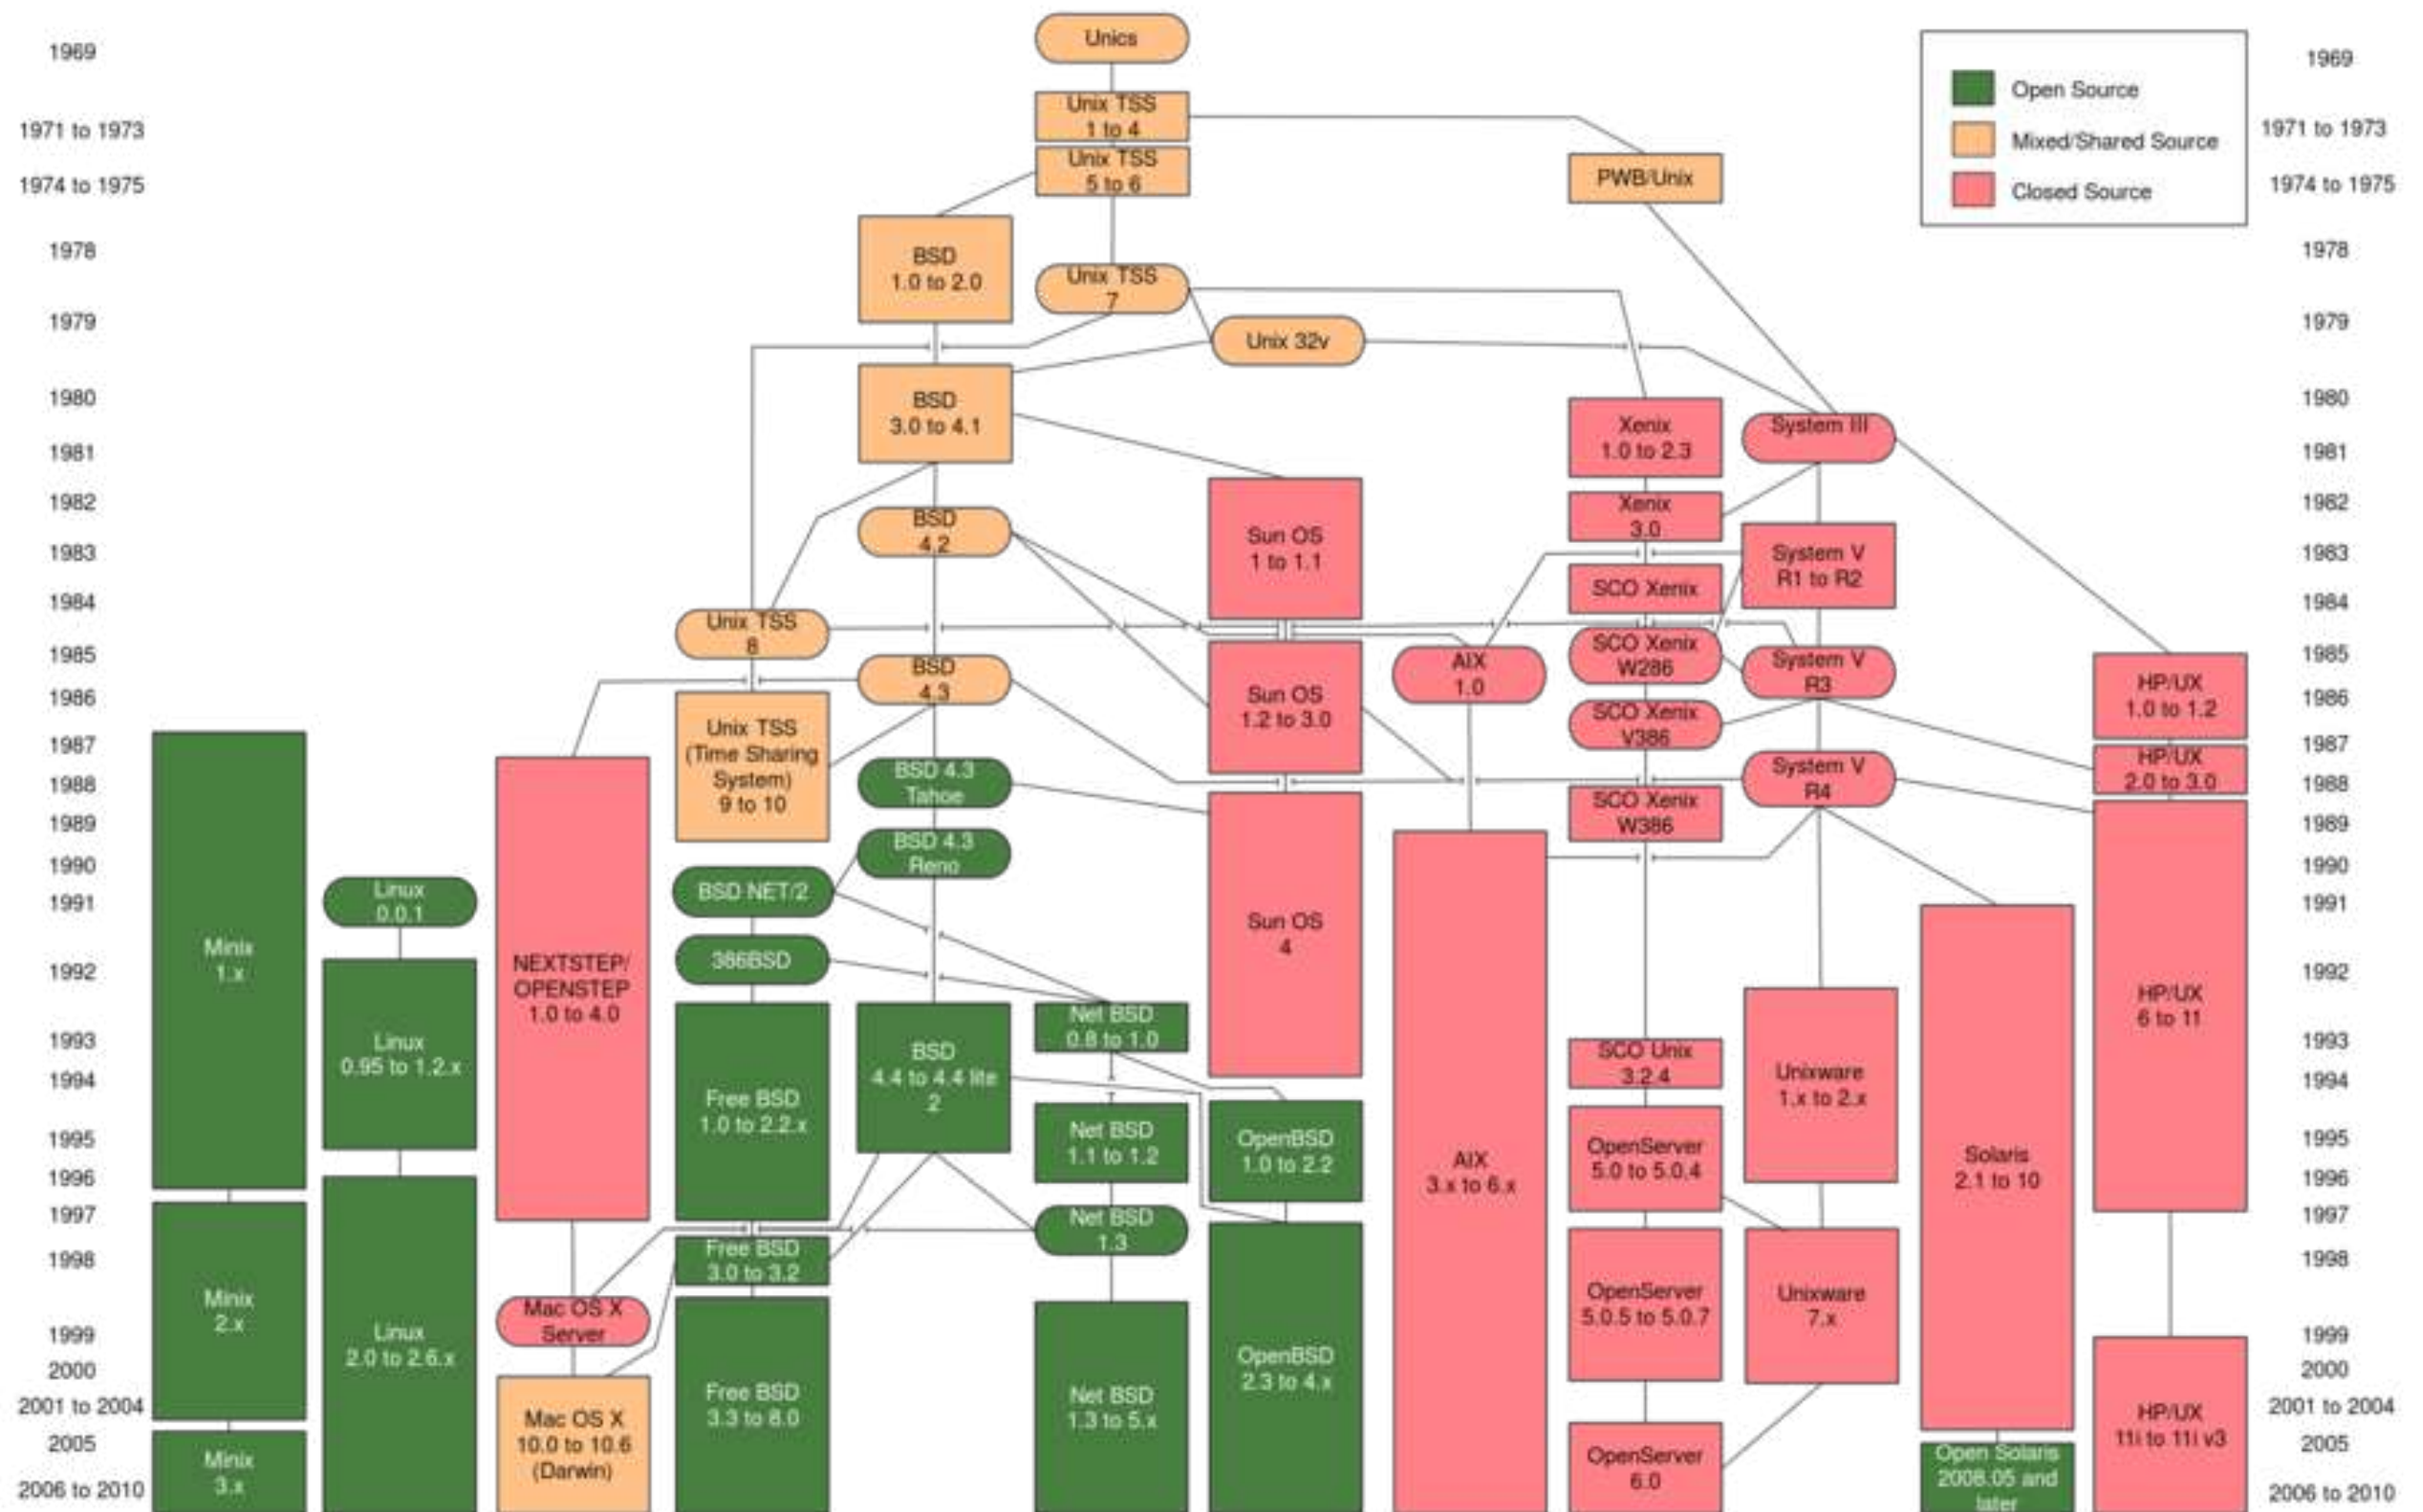 1969
1971 to 1973
1974 to 1975
1978
1979
1980
1981
1982
1983
1984
1985
1986
1987
1988
1989
1990
1991
1992
1993
1994
1995
1996
1997
1998
1999
2000
2001 to 2004
2005
2006 to 2010
Minix
1.x
Minix
2.x
Minix
3.x
Linux
0.0.1
Linux
0.95 to 1.2.x
Linux
2.0 to 2.6.x
NEXTSTEP/
OPENSTEP
1.0 to 4.0
Mac OS X
Server
Mac OS X
10.0 to 10.6
(Darwin)
Unix TSS
8
Unix TSS
(Time Sharing
System)
9 to 10
BSD NET/2
386BSD
Free BSD
1.0 to 2.2.x
Free BSD
3.0 to 3.2
Free BSD
3.3 to 8.0
BSD
1.0 to 2.0
BSD
3.0 to 4.1
BSD
4.2
BSD
4.3
BSD 4.3
Tahoe
BSD 4.3
Reno
BSD
4.4 to 4.4 lite
2
Unics
Unix TSS
1 to 4
Unix TSS
5 to 6
Unix TSS
7
Net BSD
0.8 to 1.0
Net BSD
1.1 to 1.2
Net BSD
1.3
Net BSD
1.3 to 5.x
Unix 32v
Sun OS
1 to 1.1
Sun OS
1.2 to 3.0
Sun OS
4
OpenBSD
1.0 to 2.2
OpenBSD
2.3 to 4.x
AIX
1.0
AIX
3.x to 6.x
PWB/Unix
Xenix
1.0 to 2.3
Xenix
3.0
SCO Xenix
SCO Xenix
W286
SCO Xenix
V386
SCO Xenix
W386
SCO Unix
3.2.4
OpenServer
5.0 to 5.0.4
OpenServer
5.0.5 to 5.0.7
OpenServer
6.0
System III
System V
R1 to R2
System V
R3
System V
R4
Unixware
1.x to 2.x
Unixware
7.x
Solaris
2.1 to 10
Open Solaris
2008.05 and
later
HP/UX
1.0 to 1.2
HP/UX
2.0 to 3.0
HP/UX
6 to 11
HP/UX
11i to 11i v3
Open Source
Mixed/Shared Source
Closed Source
1969
1971 to 1973
1974 to 1975
1978
1979
1980
1981
1982
1983
1984
1985
1986
1987
1988
1989
1990
1991
1992
1993
1994
1995
1996
1997
1998
1999
2000
2001 to 2004
2005
2006 to 2010